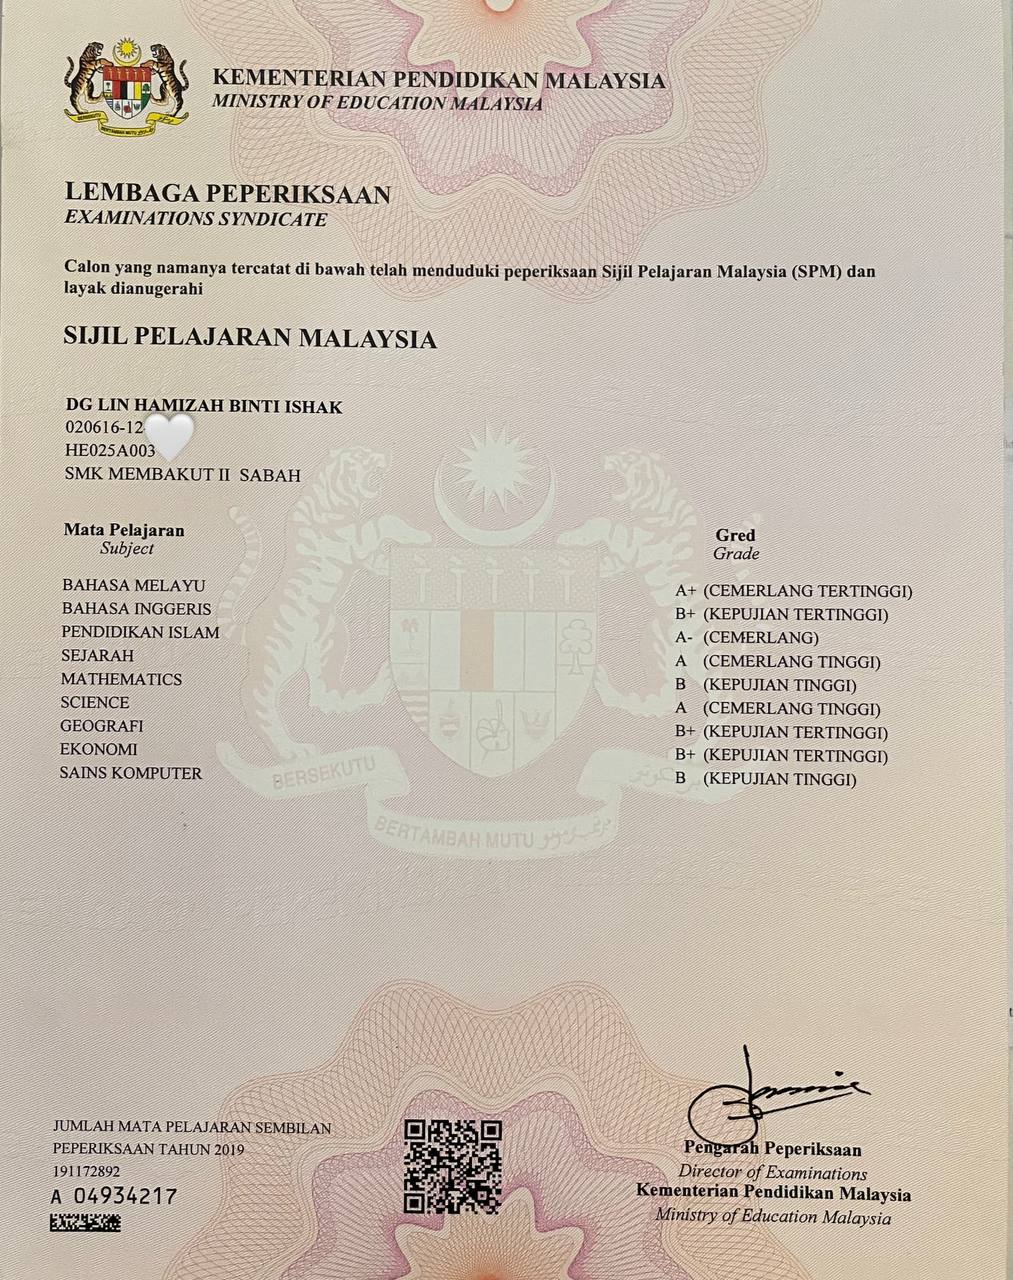 KEMENTERIAN PENDIDIKAN MALAYSIA
MINISTRY OF EDUCATION MALAYSIA
LEMBAGA PEPERIKSAAN
EXAMINATIONS SYNDICATE
Calon yang namanya tercatat di bawah telah menduduki peperiksaan Sijil Pelajaran Malaysia (SPM) dan
layak dianugerahi
SIJIL PELAJARAN MALAYSIA
DG LIN HAMIZAH BINTI ISHAK
020616-12-
HE025A003
SMK MEMBAKUT II SABAH
Mata Pelajaran Gred
Subject Grade
BAHASA MELAYU A+ (CEMERLANG TERTINGGI)
BAHASA INGGERIS B+ (KEPUJIAN TERTINGGI)
PENDIDIKAN ISLAM A- (CEMERLANG)
SEJARAH A (CEMERLANG TINGGI)
MATHEMATICS B (KEPUJIAN TINGGI)
SCIENCE A (CEMERLANG TINGGI)
GEOGRAFI B+ (KEPUJIAN TERTINGGI)
EKONOMI B+ (KEPUJIAN TERTINGGI)
SAINS KOMPUTER B (KEPUJIAN TINGGI)
BERSEKUTU
BERTAMBAH MUTU
JUMLAH MATA PELAJARAN SEMBILAN
PEPERIKSAAN TAHUN 2019
191172892
A 04934217
Pengarah Peperiksaan
Director of Examinations
Kementerian Pendidikan Malaysia
Ministry of Education Malaysia